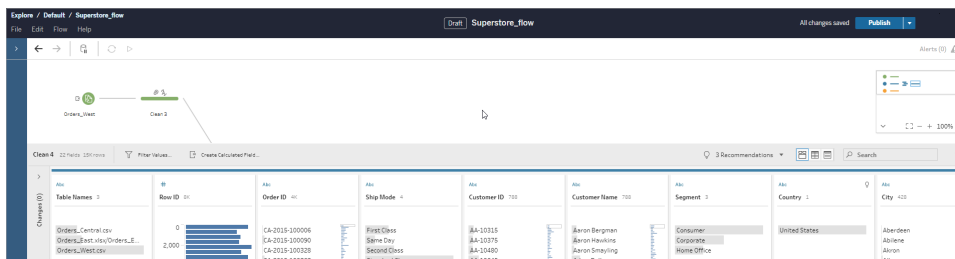 Explore / Default / Superstore_flow
File Edit Flow Help
Draft Superstore_flow
All changes saved Publish
Alerts (0)
Orders_West
Clean 3
100%
Clean 4 22 fields 15K rows Filter Values... Create Calculated Field... 3 Recommendations Search
Changes (0)
Abc # Abc Abc Abc Abc Abc Abc Abc
Table Names 3 Row ID 8K Order ID 4K Ship Mode 4 Customer ID 788 Customer Name 788 Segment 3 Country 1 City 428
Orders_Central.csv 0 CA-2015-100006 First Class AA-10315 Aaron Bergman Consumer United States Aberdeen
Orders_East.xlsx/Orders_E... CA-2015-100090 Same Day AA-10375 Aaron Hawkins Corporate Abilene
Orders_West.csv 2,000 CA-2015-100328 Second Class AA-10480 Aaron Smayling Home Office Akron